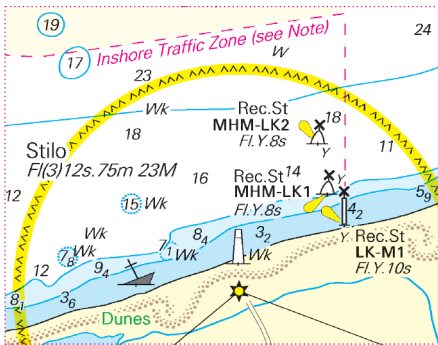 19
24
Inshore Traffic Zone (see Note)
W
17
23
Wk
Rec.St
18
MHM-LK2
18
Fl.Y.8s
Y
11
Stilo
Fl(3)12s.75m 23M
16
Rec.St
14
MHM-LK1
Y
Fl.Y.8s
12
15
Wk
5₉
4₂
Wk
8₄
3₂
Y
Rec.St
LK-M1
Fl.Y.10s
7₈
Wk
7₁
Wk
Wk
12
9₄
8₁
3₆
Dunes